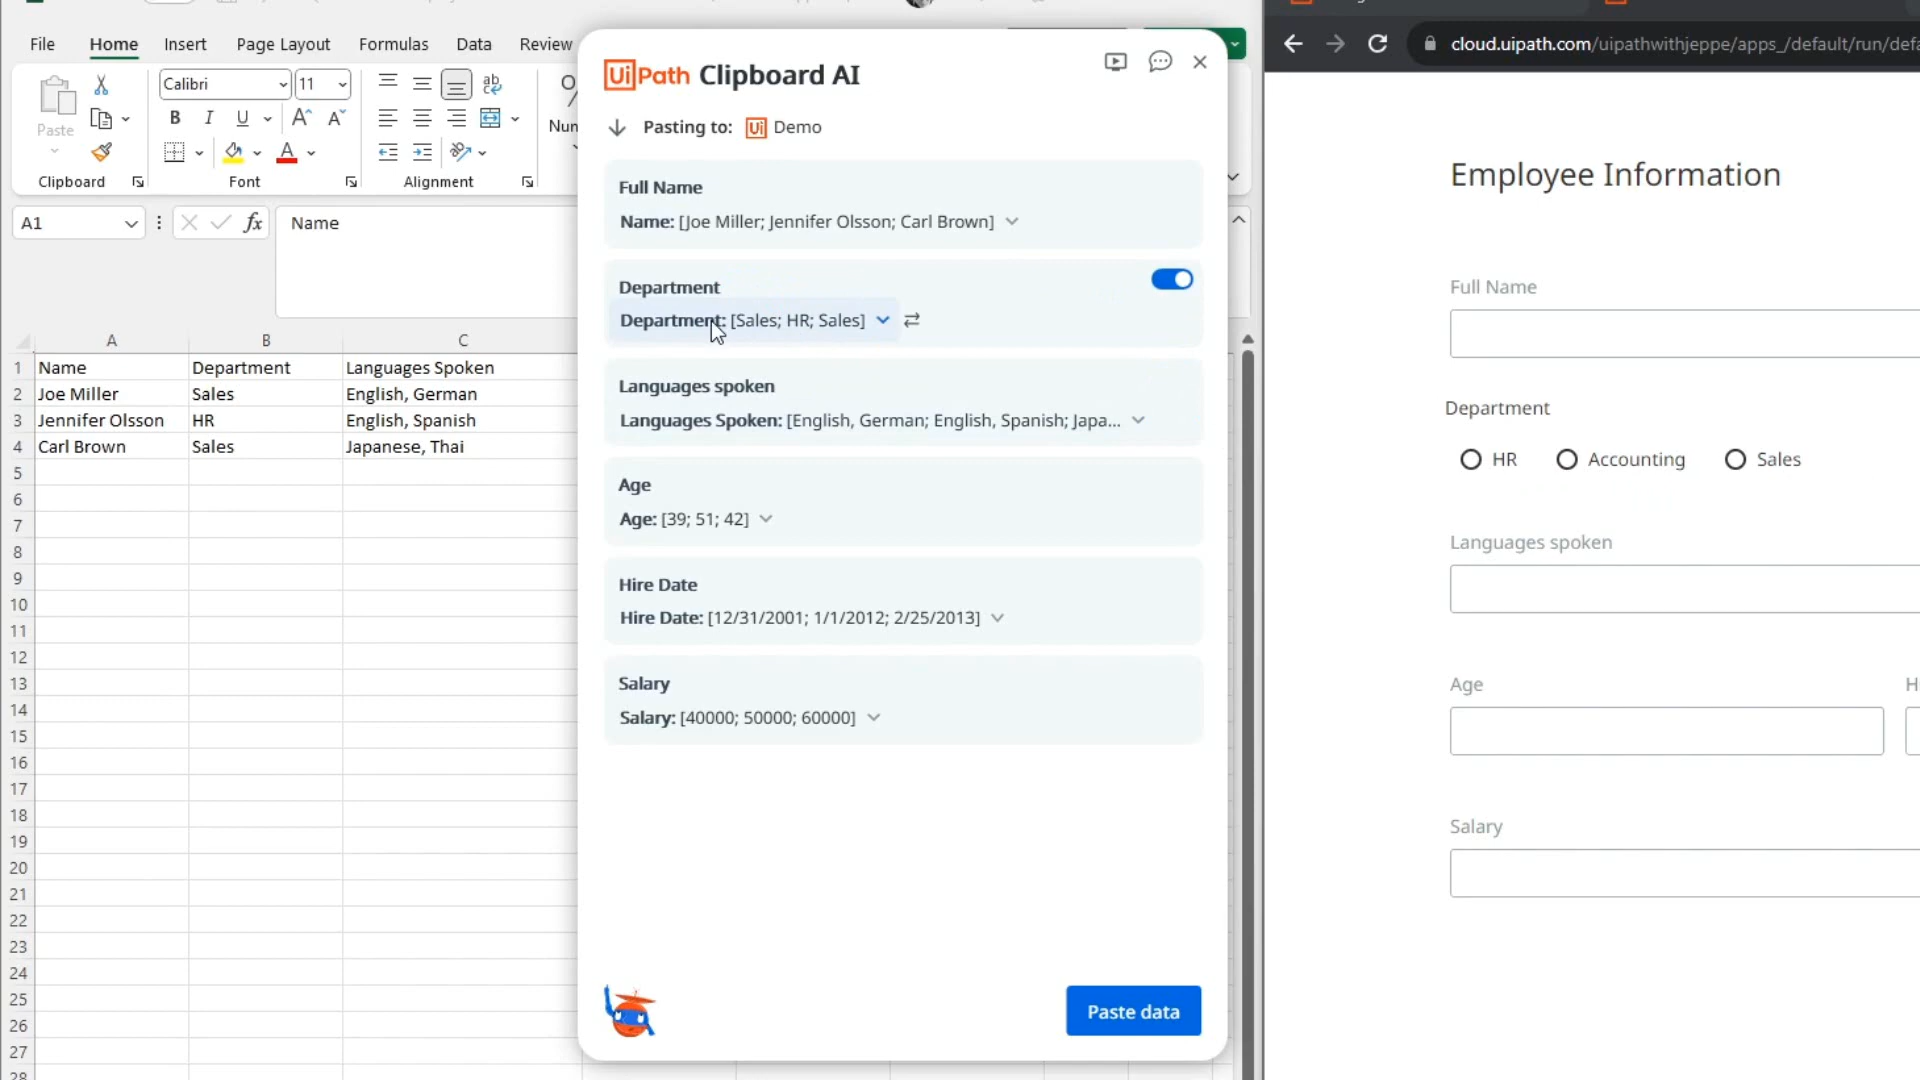 File Home Insert Page Layout Formulas Data Review
Calibri 11
Paste
B I U A A
ab
A
Num
Clipboard Font Alignment
A1 fx Name
A B C
1 Name Department Languages Spoken
2 Joe Miller Sales English, German
3 Jennifer Olsson HR English, Spanish
4 Carl Brown Sales Japanese, Thai
5
6
7
8
9
10
11
12
13
14
15
16
17
18
19
20
21
22
23
24
25
26
27
28
UiPath Clipboard AI
Pasting to: Ui Demo
Full Name
Name: [Joe Miller; Jennifer Olsson; Carl Brown]
Department
Department: [Sales; HR; Sales]
Languages spoken
Languages Spoken: [English, German; English, Spanish; Japa...
Age
Age: [39; 51; 42]
Hire Date
Hire Date: [12/31/2001; 1/1/2012; 2/25/2013]
Salary
Salary: [40000; 50000; 60000]
Paste data
cloud.uipath.com/uipathwithjeppe/apps_/default/run/defa
Employee Information
Full Name
Department
HR Accounting Sales
Languages spoken
Age H
Salary